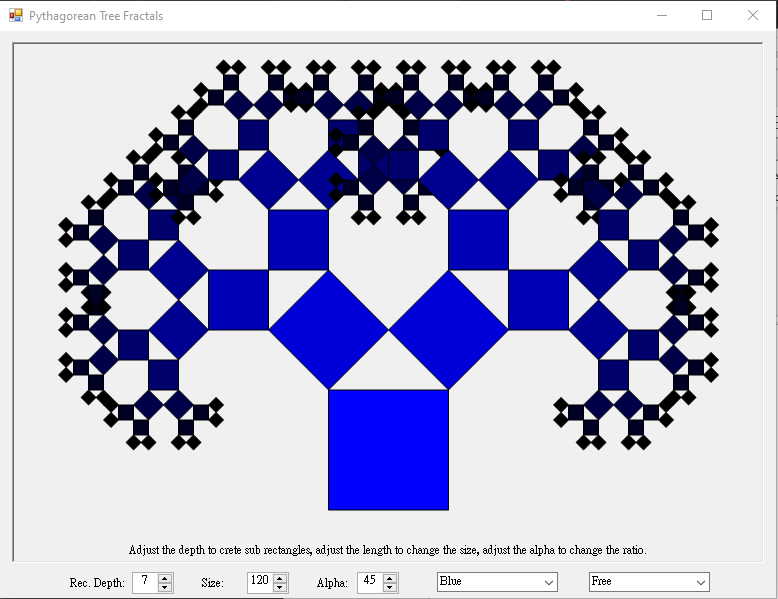 Pythagorean Tree Fractals
Adjust the depth to crete sub rectangles, adjust the length to change the size, adjust the alpha to change the ratio.
Rec. Depth: 7 Size: 120 Alpha: 45 Blue Free